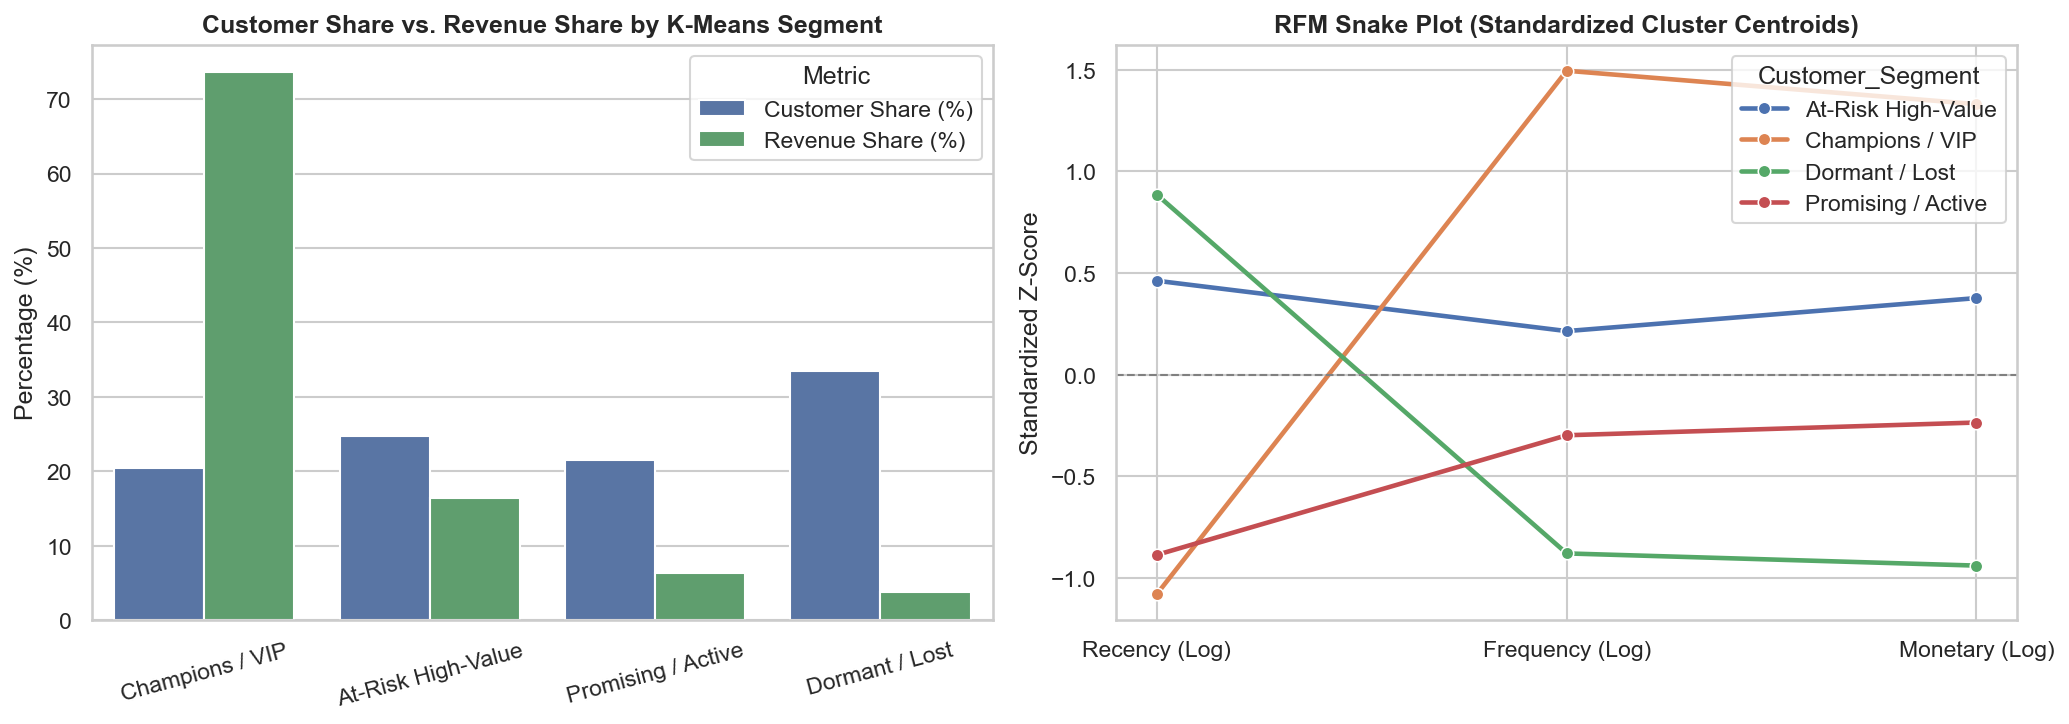 Customer Share vs. Revenue Share by K-Means Segment
Metric
Customer Share (%)
Revenue Share (%)
Percentage (%)
70
60
50
40
30
20
10
0
Champions / VIP
At-Risk High-Value
Promising / Active
Dormant / Lost
RFM Snake Plot (Standardized Cluster Centroids)
Customer_Segment
At-Risk High-Value
Champions / VIP
Dormant / Lost
Promising / Active
Standardized Z-Score
1.5
1.0
0.5
0.0
−0.5
−1.0
Recency (Log)
Frequency (Log)
Monetary (Log)